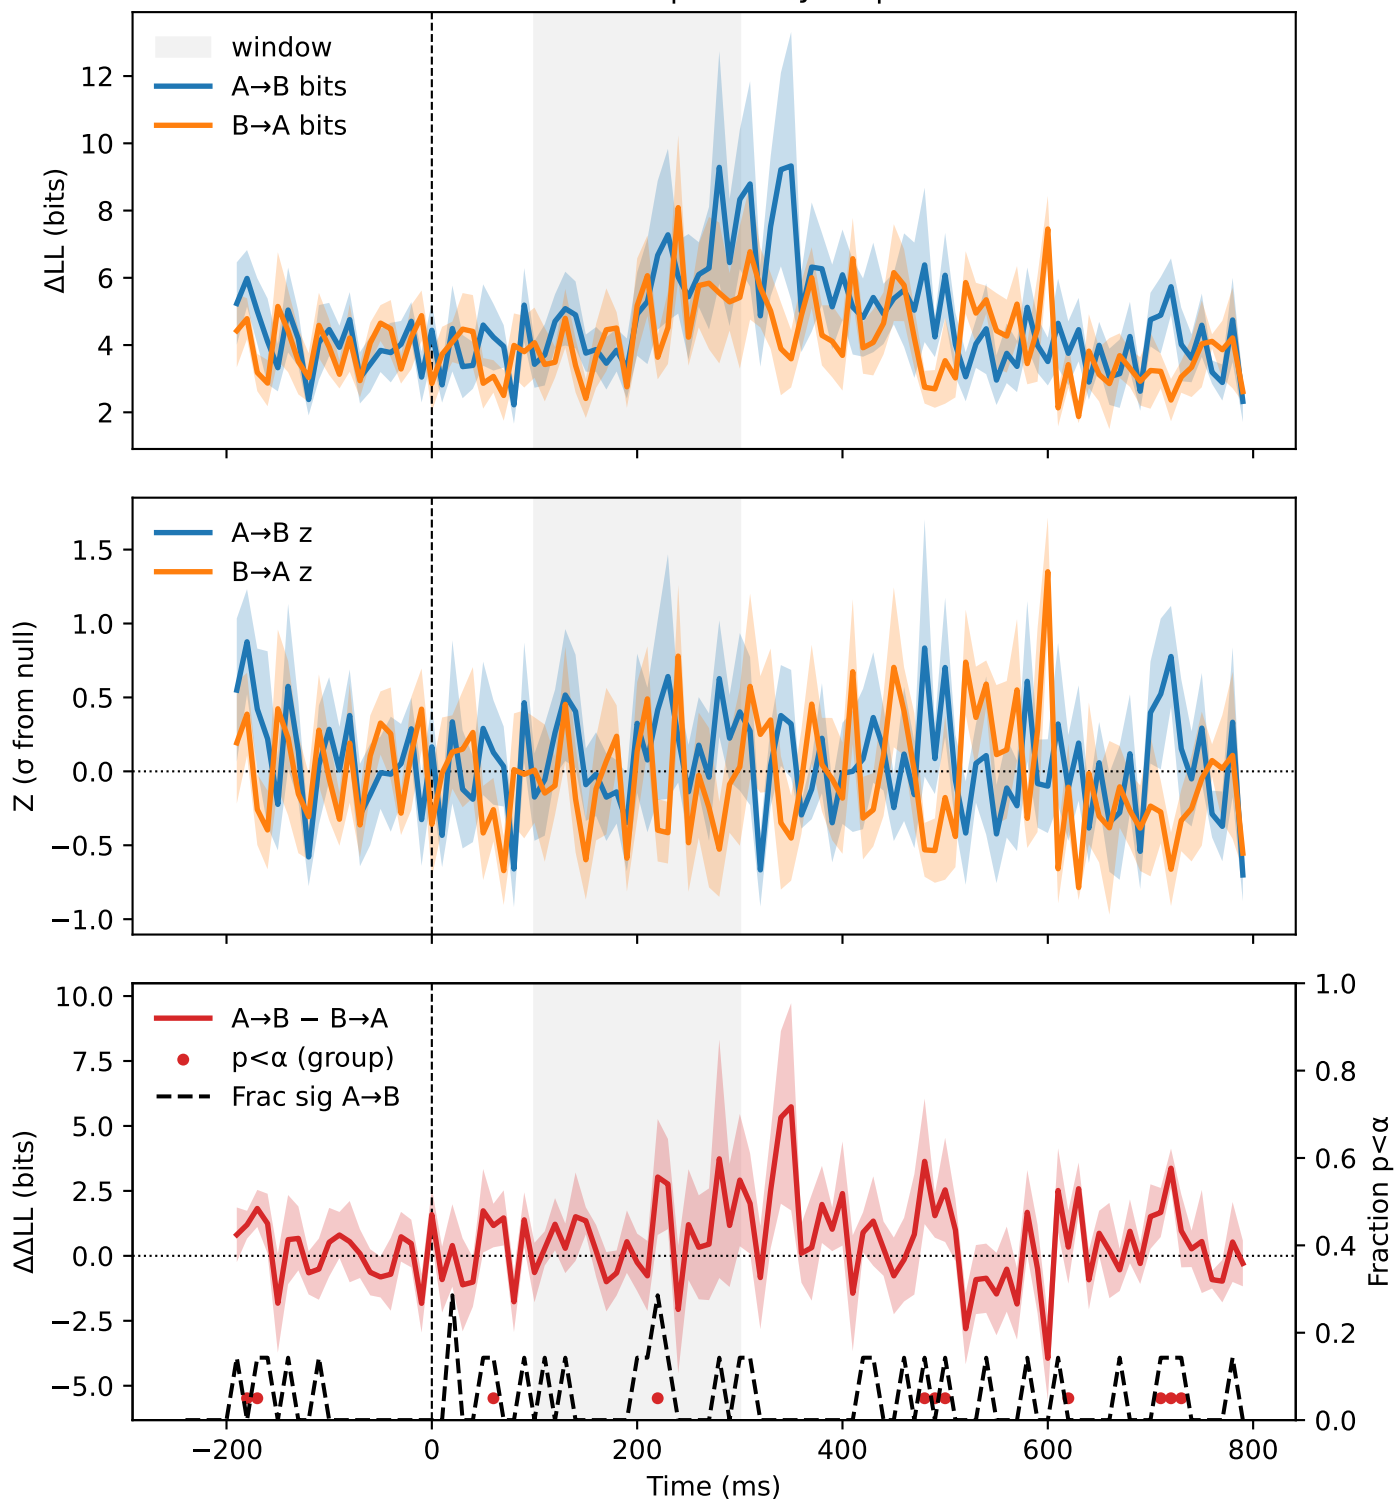 window
A→B bits
B→A bits
ΔLL (bits)
12
10
8
6
4
2
A→B z
B→A z
Z (σ from null)
1.5
1.0
0.5
0.0
−0.5
−1.0
A→B − B→A
p<α (group)
Frac sig A→B
ΔΔLL (bits)
10.0
7.5
5.0
2.5
0.0
−2.5
−5.0
1.0
0.8
0.6
0.4
0.2
0.0
Fraction p<α
−200
0
200
400
600
800
Time (ms)